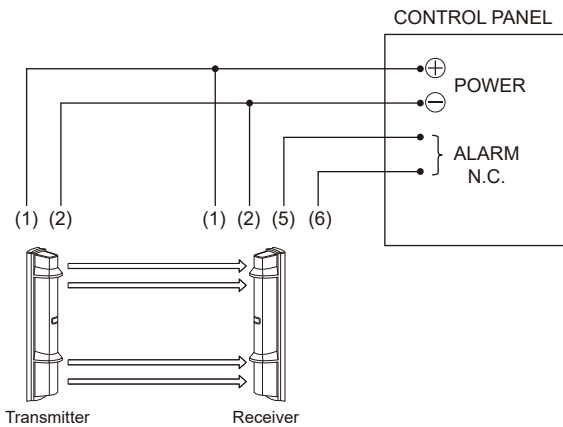 CONTROL PANEL
+
POWER
−
ALARM
N.C.
(1) (2) (1) (2) (5) (6)
Transmitter Receiver